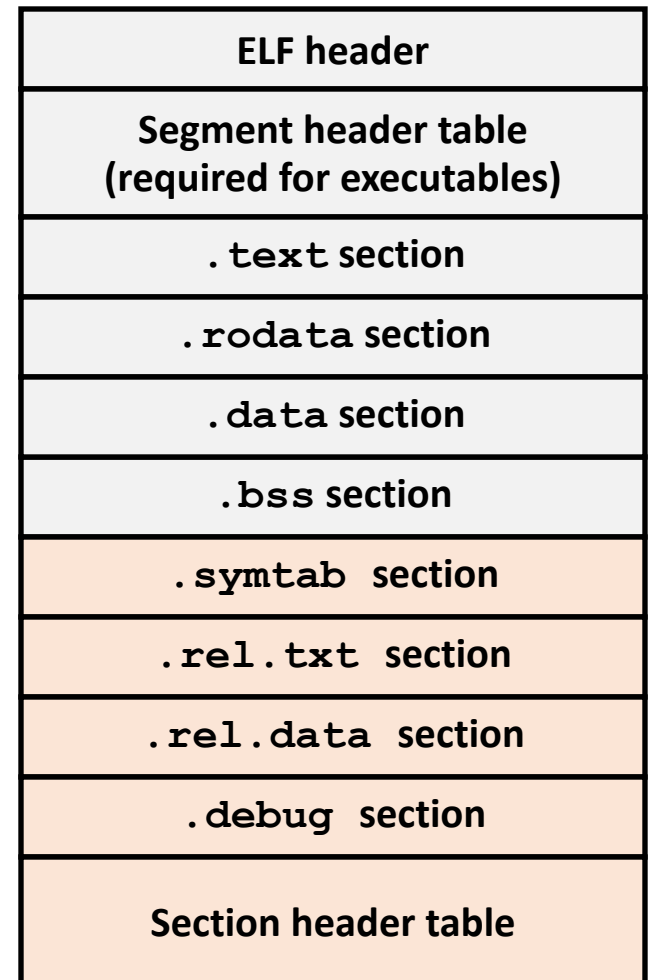 ELF header
Segment header table
(required for executables)
.text section
.rodata section
.data section
.bss section
.symtab section
.rel.txt section
.rel.data section
.debug section
Section header table